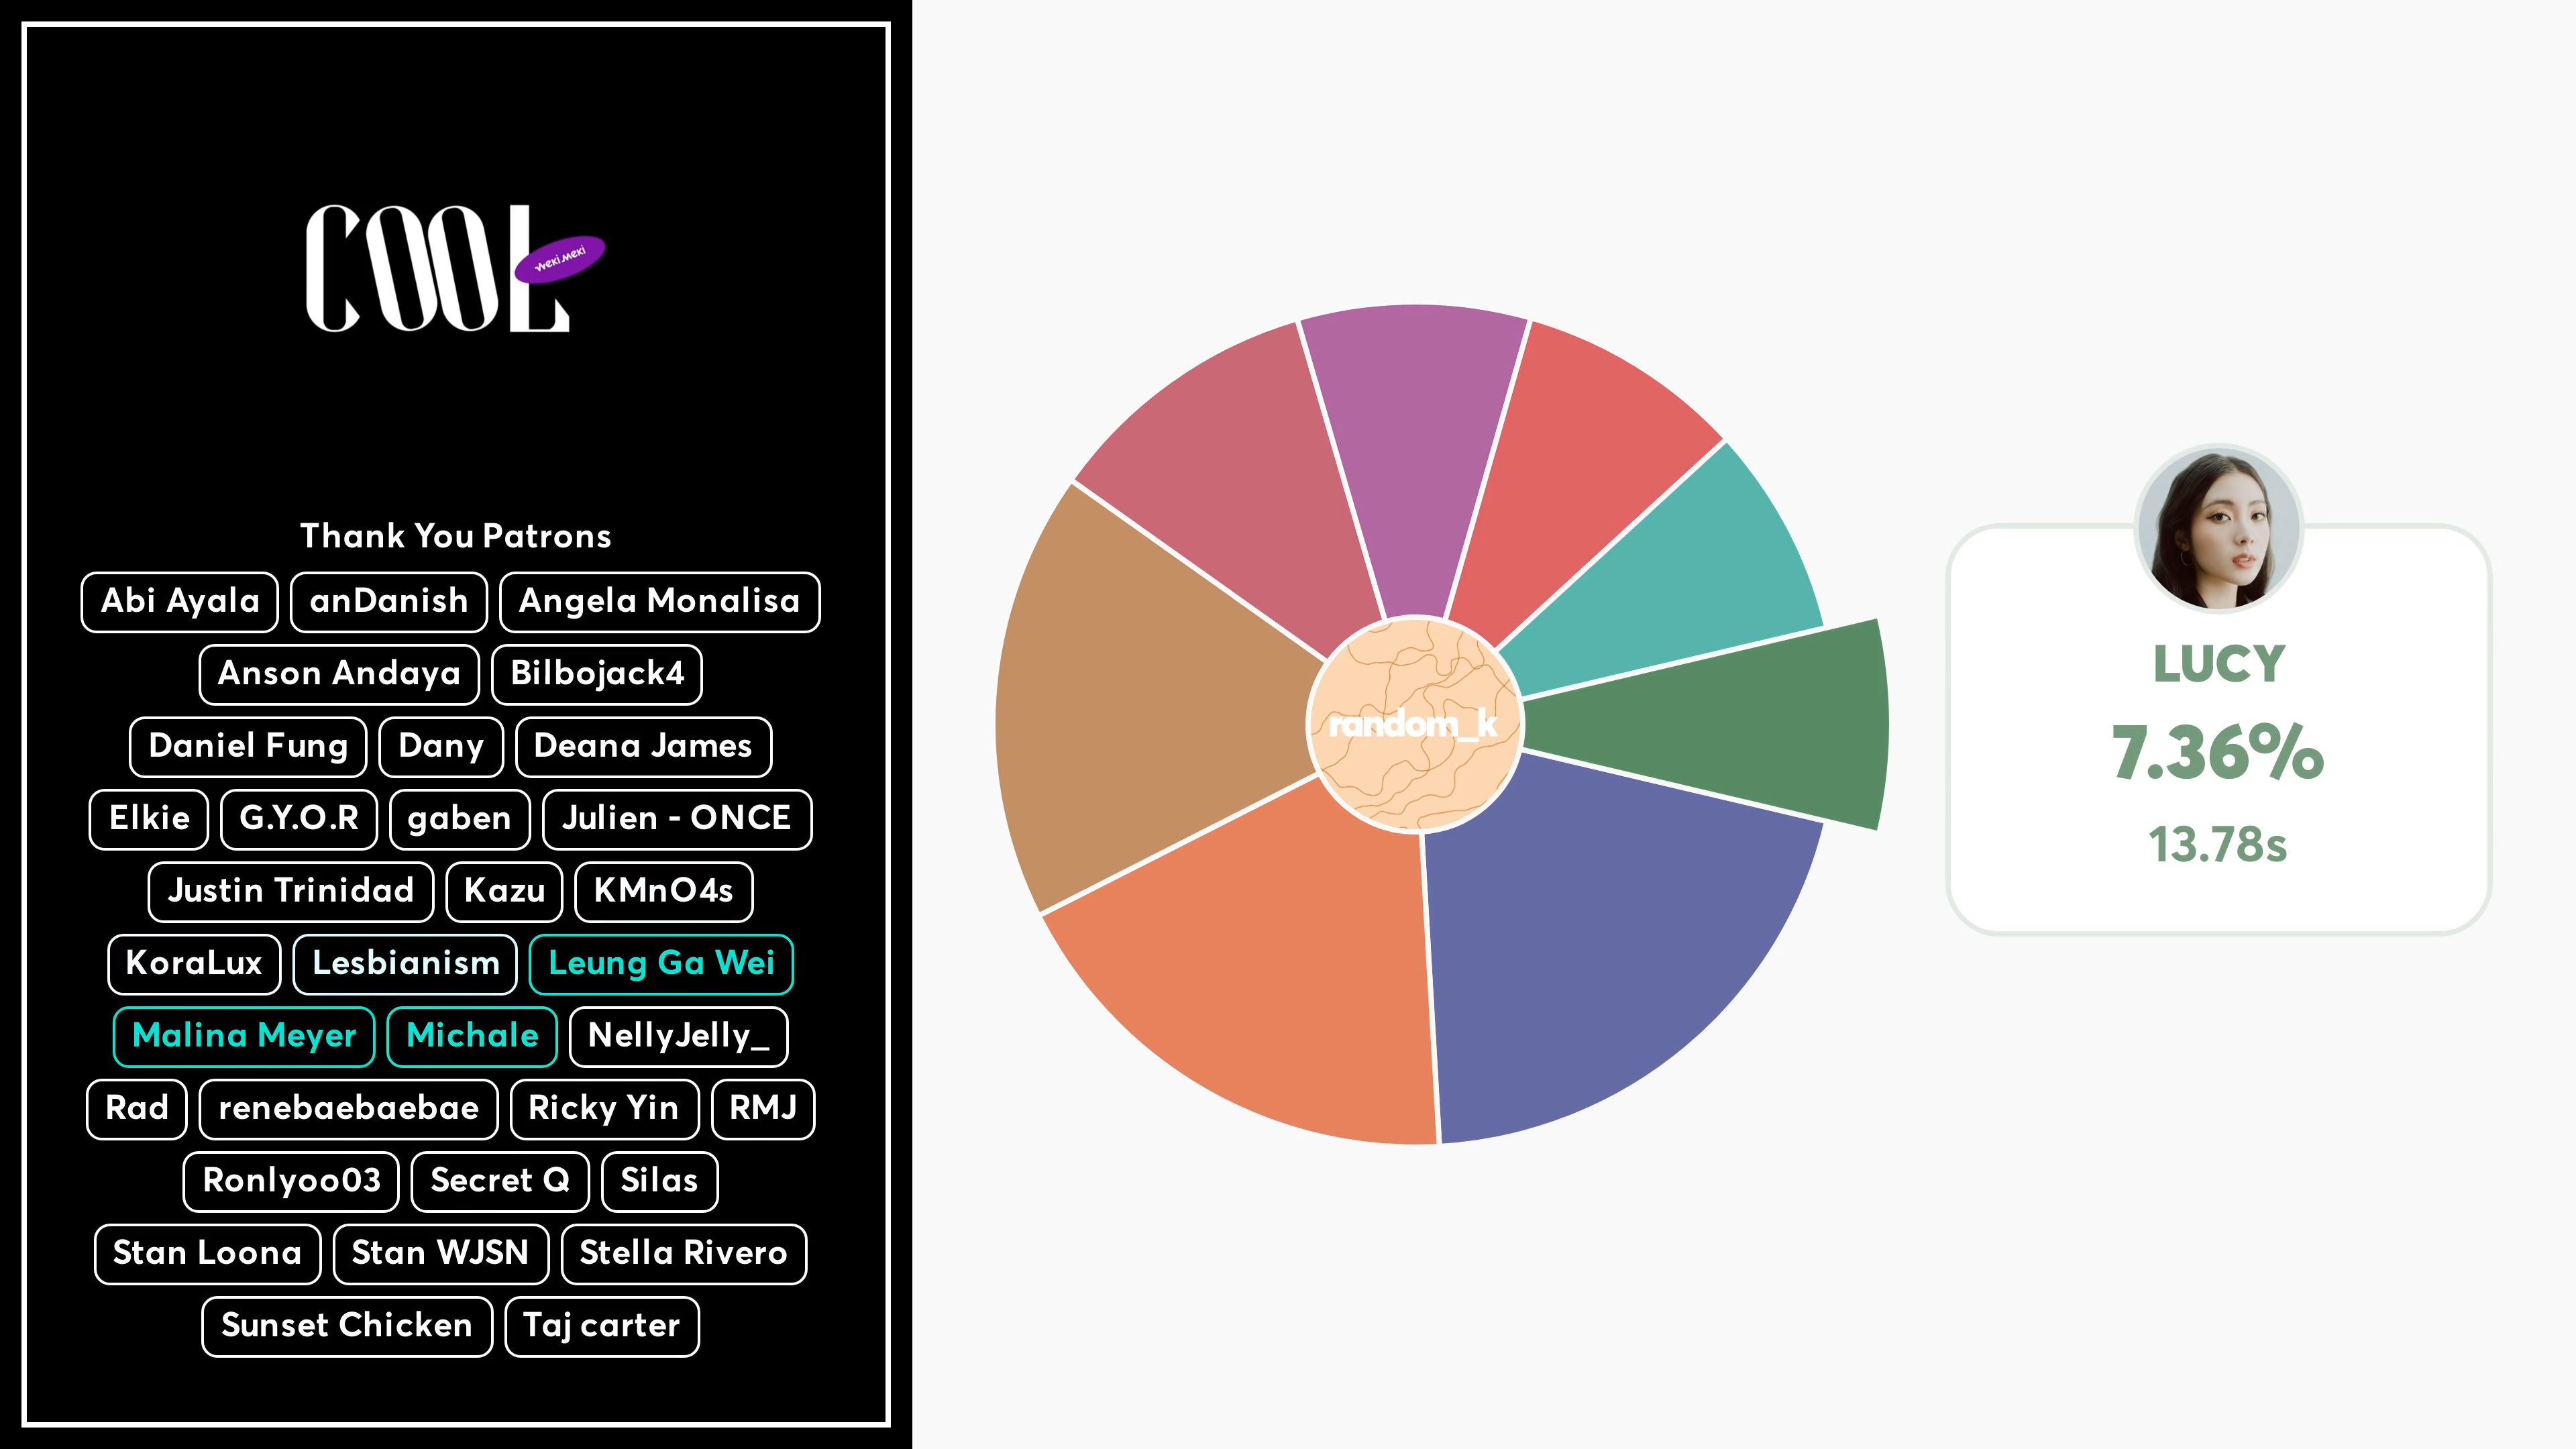 COOL
Weki Meki
Thank You Patrons
Abi Ayala anDanish Angela Monalisa
Anson Andaya Bilbojack4
Daniel Fung Dany Deana James
Elkie G.Y.O.R gaben Julien - ONCE
Justin Trinidad Kazu KMnO4s
KoraLux Lesbianism Leung Ga Wei
Malina Meyer Michale NellyJelly_
Rad renebaebaebae Ricky Yin RMJ
Ronlyoo03 Secret Q Silas
Stan Loona Stan WJSN Stella Rivero
Sunset Chicken Taj carter
random_k
LUCY
7.36%
13.78s